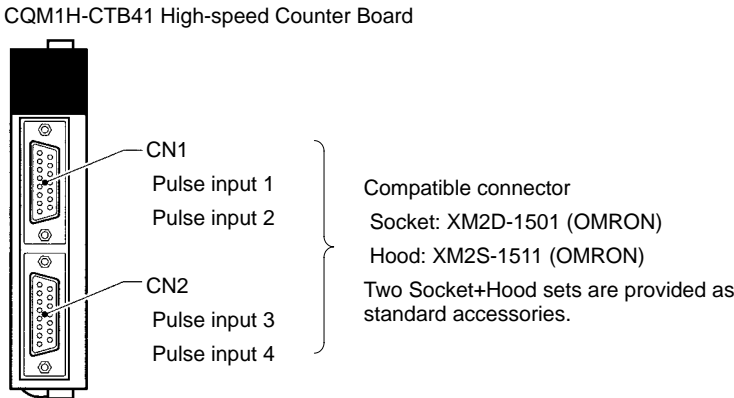 CQM1H-CTB41 High-speed Counter Board
CN1
Pulse input 1
Pulse input 2
CN2
Pulse input 3
Pulse input 4
Compatible connector
Socket: XM2D-1501 (OMRON)
Hood: XM2S-1511 (OMRON)
Two Socket+Hood sets are provided as
standard accessories.